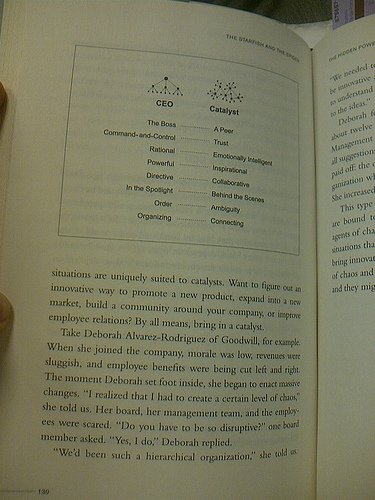 THE STARFISH AND THE SPIDER
CEO
Catalyst
The Boss ............ A Peer
Command-and-Control ............ Trust
Rational ............ Emotionally Intelligent
Powerful ............ Inspirational
Directive ............ Collaborative
In the Spotlight ............ Behind the Scenes
Order ............ Ambiguity
Organizing ............ Connecting
situations are uniquely suited to catalysts. Want to figure out an
innovative way to promote a new product, expand into a new
market, build a community around your company, or improve
employee relations? By all means, bring in a catalyst.
Take Deborah Alvarez-Rodriguez of Goodwill, for example.
When she joined the company, morale was low, revenues were
sluggish, and employee benefits were being cut left and right.
The moment Deborah set foot inside, she began to enact massive
changes. “I realized that I had to create a certain level of chaos,”
she told us. Her board, her management team, and the employ-
ees were scared. “Do you have to be so disruptive?” one board
member asked. “Yes, I do,” Deborah replied.
“We’d been such a hierarchical organization,” she told us.
130
THE HIDDEN POWE
“We needed to
be innovative a
to understand
to the ideas.”
Deborah f
about twelve
Management
all suggestions
paid off: the c
ganization wh
She increased
This type
are bound to
agents of cha
situations tha
bring innovat
of chaos and
and they mig